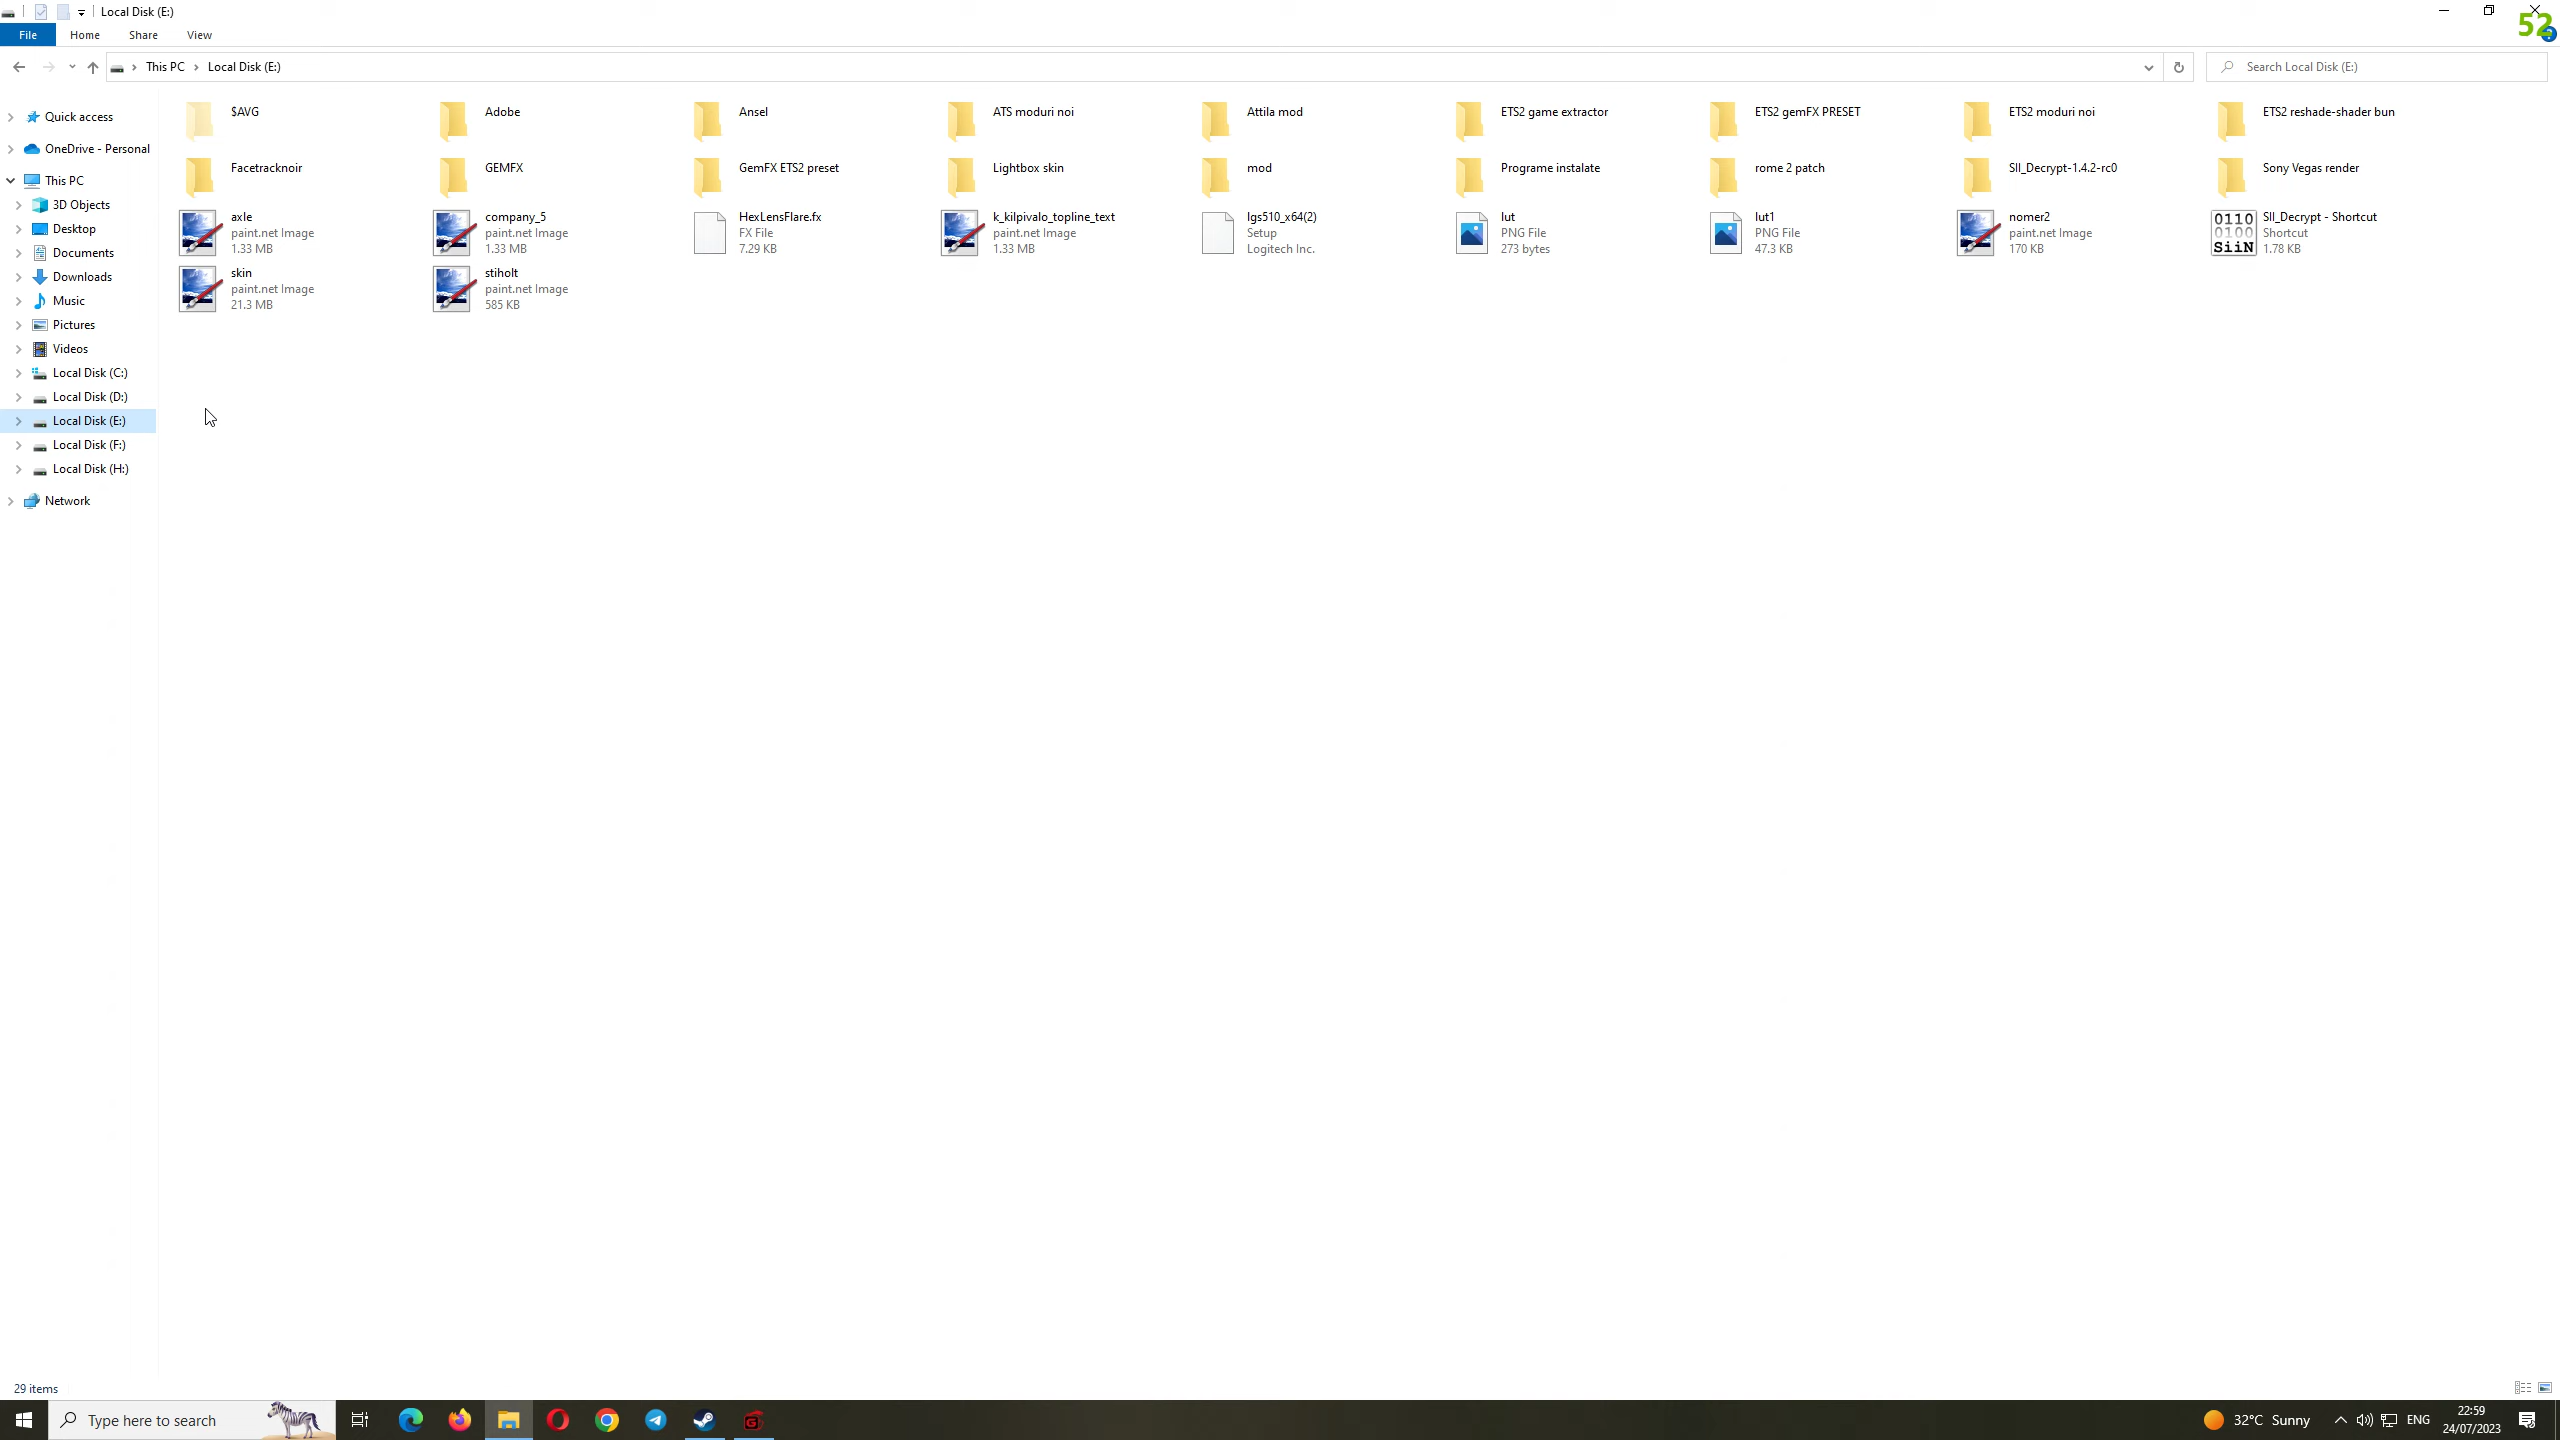 Local Disk (E:)
52
File Home Share View
This PC Local Disk (E:)
Search Local Disk (E:)
Quick access
OneDrive - Personal
This PC
3D Objects
Desktop
Documents
Downloads
Music
Pictures
Videos
Local Disk (C:)
Local Disk (D:)
Local Disk (E:)
Local Disk (F:)
Local Disk (H:)
Network
$AVG
Adobe
Ansel
ATS moduri noi
Attila mod
ETS2 game extractor
ETS2 gemFX PRESET
ETS2 moduri noi
ETS2 reshade-shader bun
Facetracknoir
GEMFX
GemFX ETS2 preset
Lightbox skin
mod
Programe instalate
rome 2 patch
SII_Decrypt-1.4.2-rc0
Sony Vegas render
axle
paint.net Image
1.33 MB
company_5
paint.net Image
1.33 MB
HexLensFlare.fx
FX File
7.29 KB
k_kilpivalo_topline_text
paint.net Image
1.33 MB
lgs510_x64(2)
Setup
Logitech Inc.
lut
PNG File
273 bytes
lut1
PNG File
47.3 KB
nomer2
paint.net Image
170 KB
0110
0100
SiiN
SII_Decrypt - Shortcut
Shortcut
1.78 KB
skin
paint.net Image
21.3 MB
stiholt
paint.net Image
585 KB
29 items
Type here to search
32°C Sunny
ENG
22:59
24/07/2023